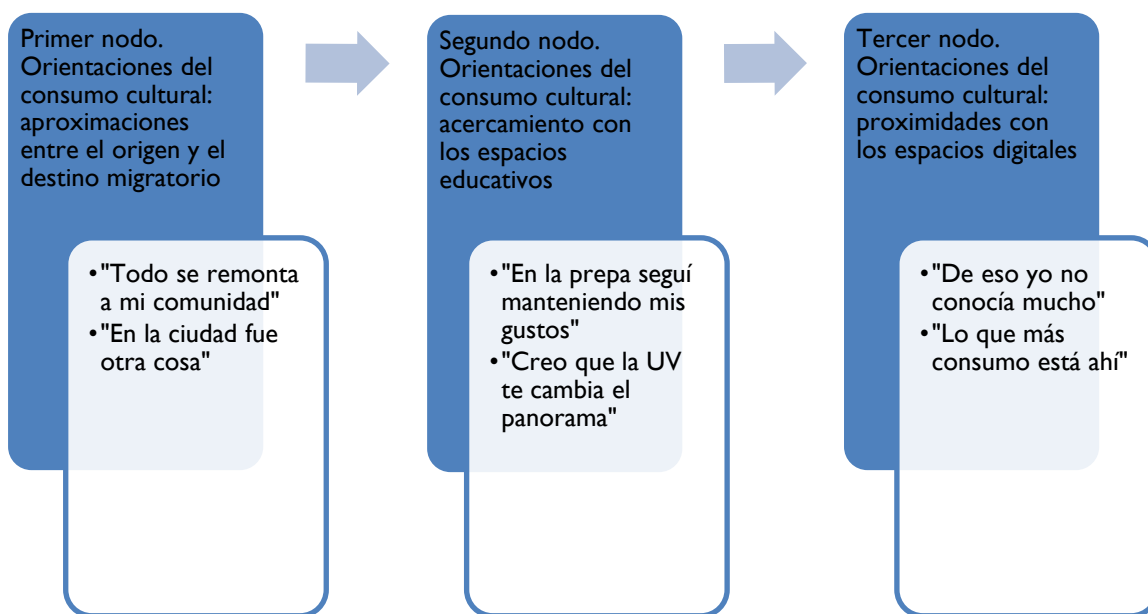 Primer nodo.
Orientaciones del
consumo cultural:
aproximaciones
entre el origen y el
destino migratorio
•"Todo se remonta
a mi comunidad"
•"En la ciudad fue
otra cosa"
Segundo nodo.
Orientaciones del
consumo cultural:
acercamiento con
los espacios
educativos
•"En la prepa seguí
manteniendo mis
gustos"
•"Creo que la UV
te cambia el
panorama"
Tercer nodo.
Orientaciones del
consumo cultural:
proximidades con
los espacios digitales
•"De eso yo no
conocía mucho"
•"Lo que más
consumo está ahí"